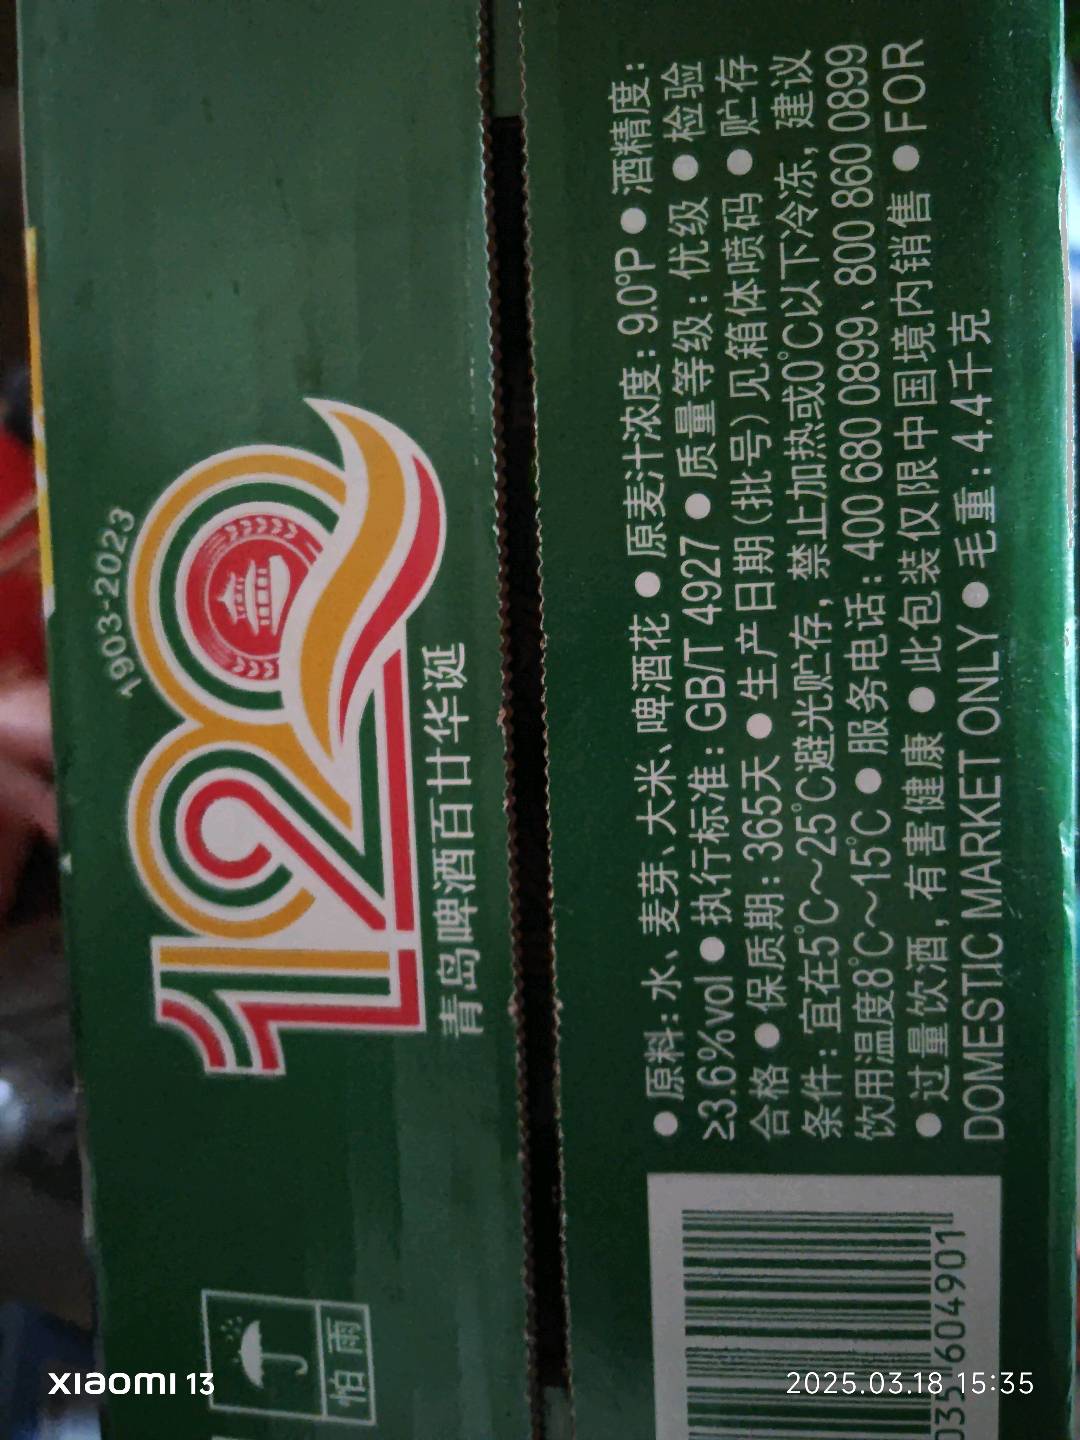 1903-2023
120
青岛啤酒百廿华诞
●原料:水、麦芽、大米、啤酒花 ●原麦汁浓度:9.0°P ●酒精度:
≥3.6%vol ●执行标准:GB/T 4927 ●质量等级:优级 ●检验
合格 ●保质期:365天 ●生产日期(批号)见箱体喷码 ●贮存
条件:宜在5°C~25°C避光贮存,禁止加热或0°C以下冷冻,建议
饮用温度8°C~15°C ●服务电话:400 680 0899、800 860 0899
●过量饮酒,有害健康 ●此包装仅限中国境内销售 ●FOR
DOMESTIC MARKET ONLY ●毛重:4.4千克
怕雨
035 604901
xiaomi 13
2025.03.18 15:35